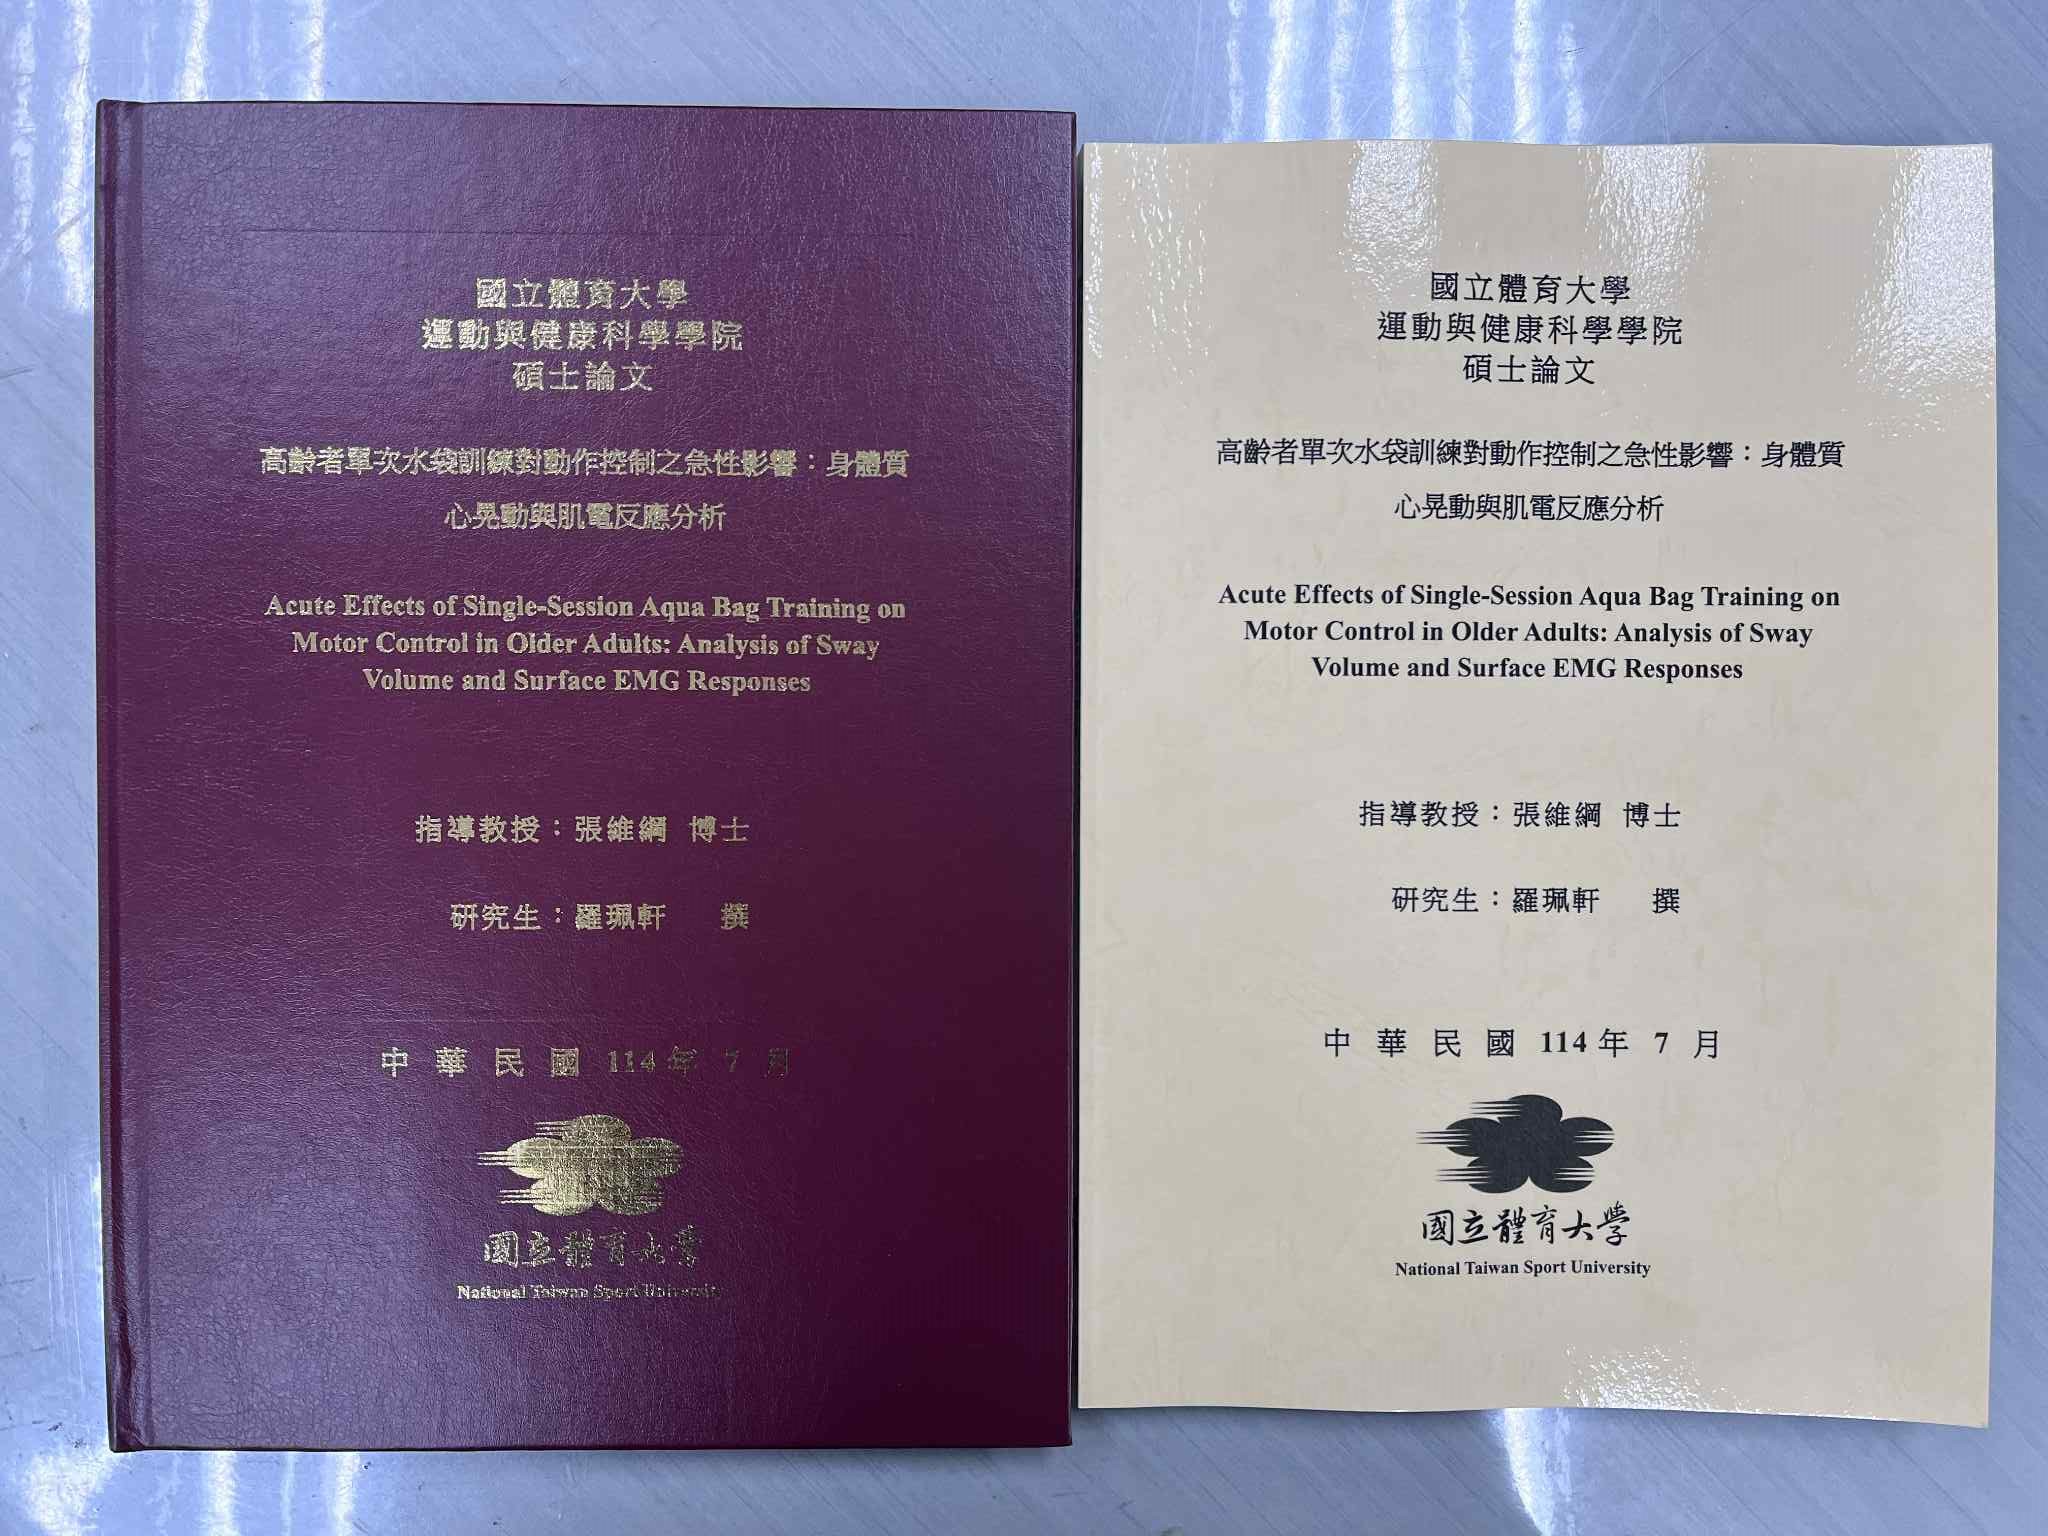 國立體育大學
運動與健康科學學院
碩士論文
高齡者單次水袋訓練對動作控制之急性影響：身體質
心晃動與肌電反應分析
Acute Effects of Single-Session Aqua Bag Training on
Motor Control in Older Adults: Analysis of Sway
Volume and Surface EMG Responses
指導教授：張維綱 博士
研究生：羅珮軒 撰
中 華 民 國 114 年 7 月
國立體育大學
National Taiwan Sport University
國立體育大學
運動與健康科學學院
碩士論文
高齡者單次水袋訓練對動作控制之急性影響：身體質
心晃動與肌電反應分析
Acute Effects of Single-Session Aqua Bag Training on
Motor Control in Older Adults: Analysis of Sway
Volume and Surface EMG Responses
指導教授：張維綱 博士
研究生：羅珮軒 撰
中 華 民 國 114 年 7 月
國立體育大學
National Taiwan Sport University